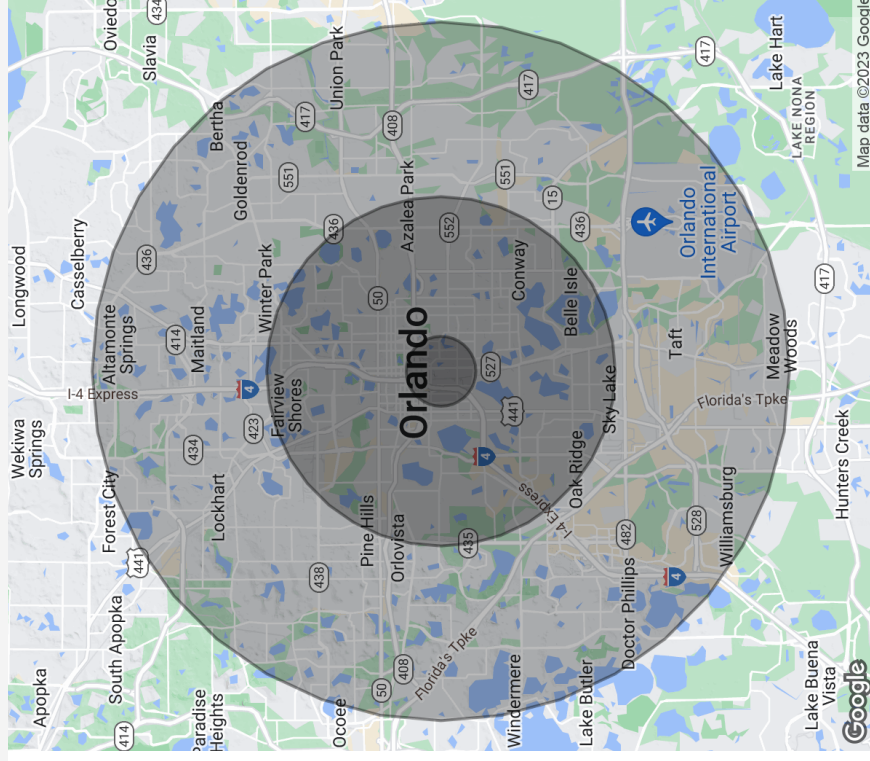 Wekiwa
Springs
Longwood
Apopka
Casselberry
I-4 Express
Forest City
Altamonte
Springs
Oviedo
South Apopka
414
441
436
Slavia
434
414
434
Maitland
Paradise
Heights
Lockhart
Bertha
Goldenrod
4
423
Winter Park
Fairview
Shores
551
417
438
436
Union Park
Ocoee
Pine Hills
50
50
Orlovista
408
408
Azalea Park
Orlando
Florida's Tpke
552
435
4
527
551
441
Windermere
Conway
417
I-4 Express
15
Belle Isle
Oak Ridge
436
Lake Butler
Sky Lake
482
Doctor Phillips
4
Taft
528
Orlando
International
Airport
417
Williamsburg
Florida's Tpke
Meadow
Woods
Lake Hart
LAKE NONA
REGION
Lake Buena
Vista
417
Hunters Creek
Google
Map data ©2023 Google